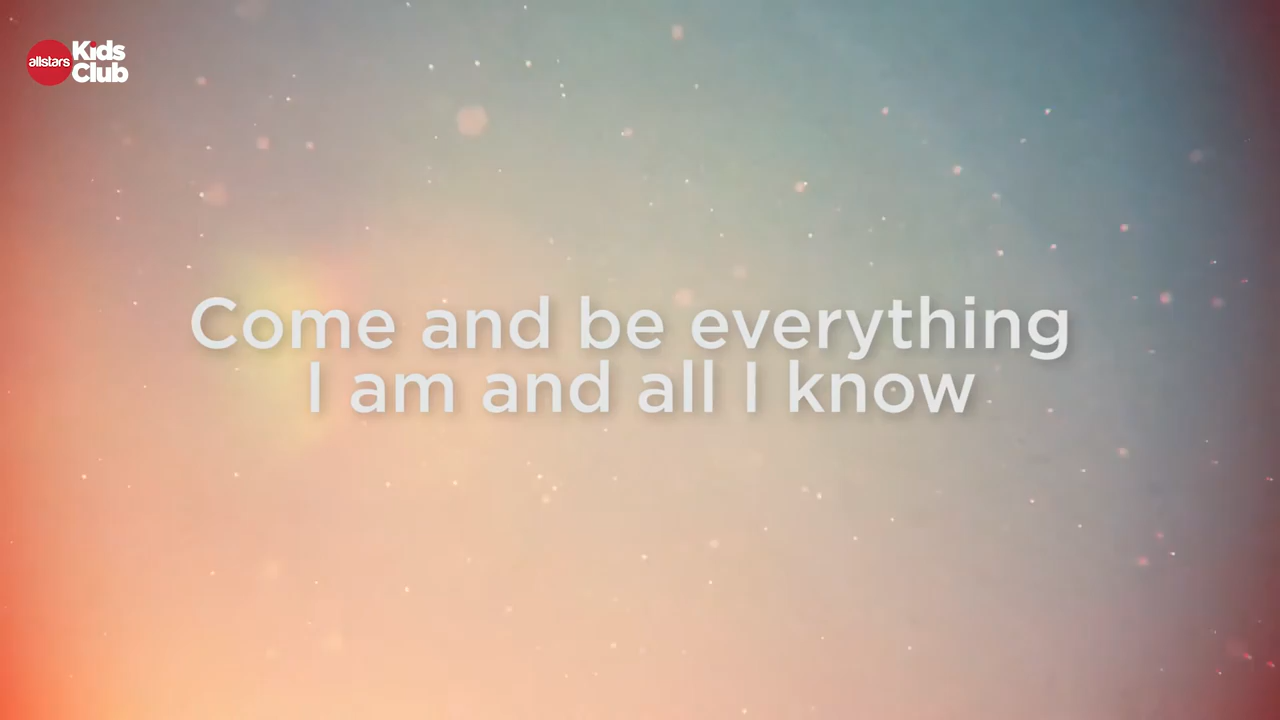 allstars
Kids
Club
Come and be everything
I am and all I know